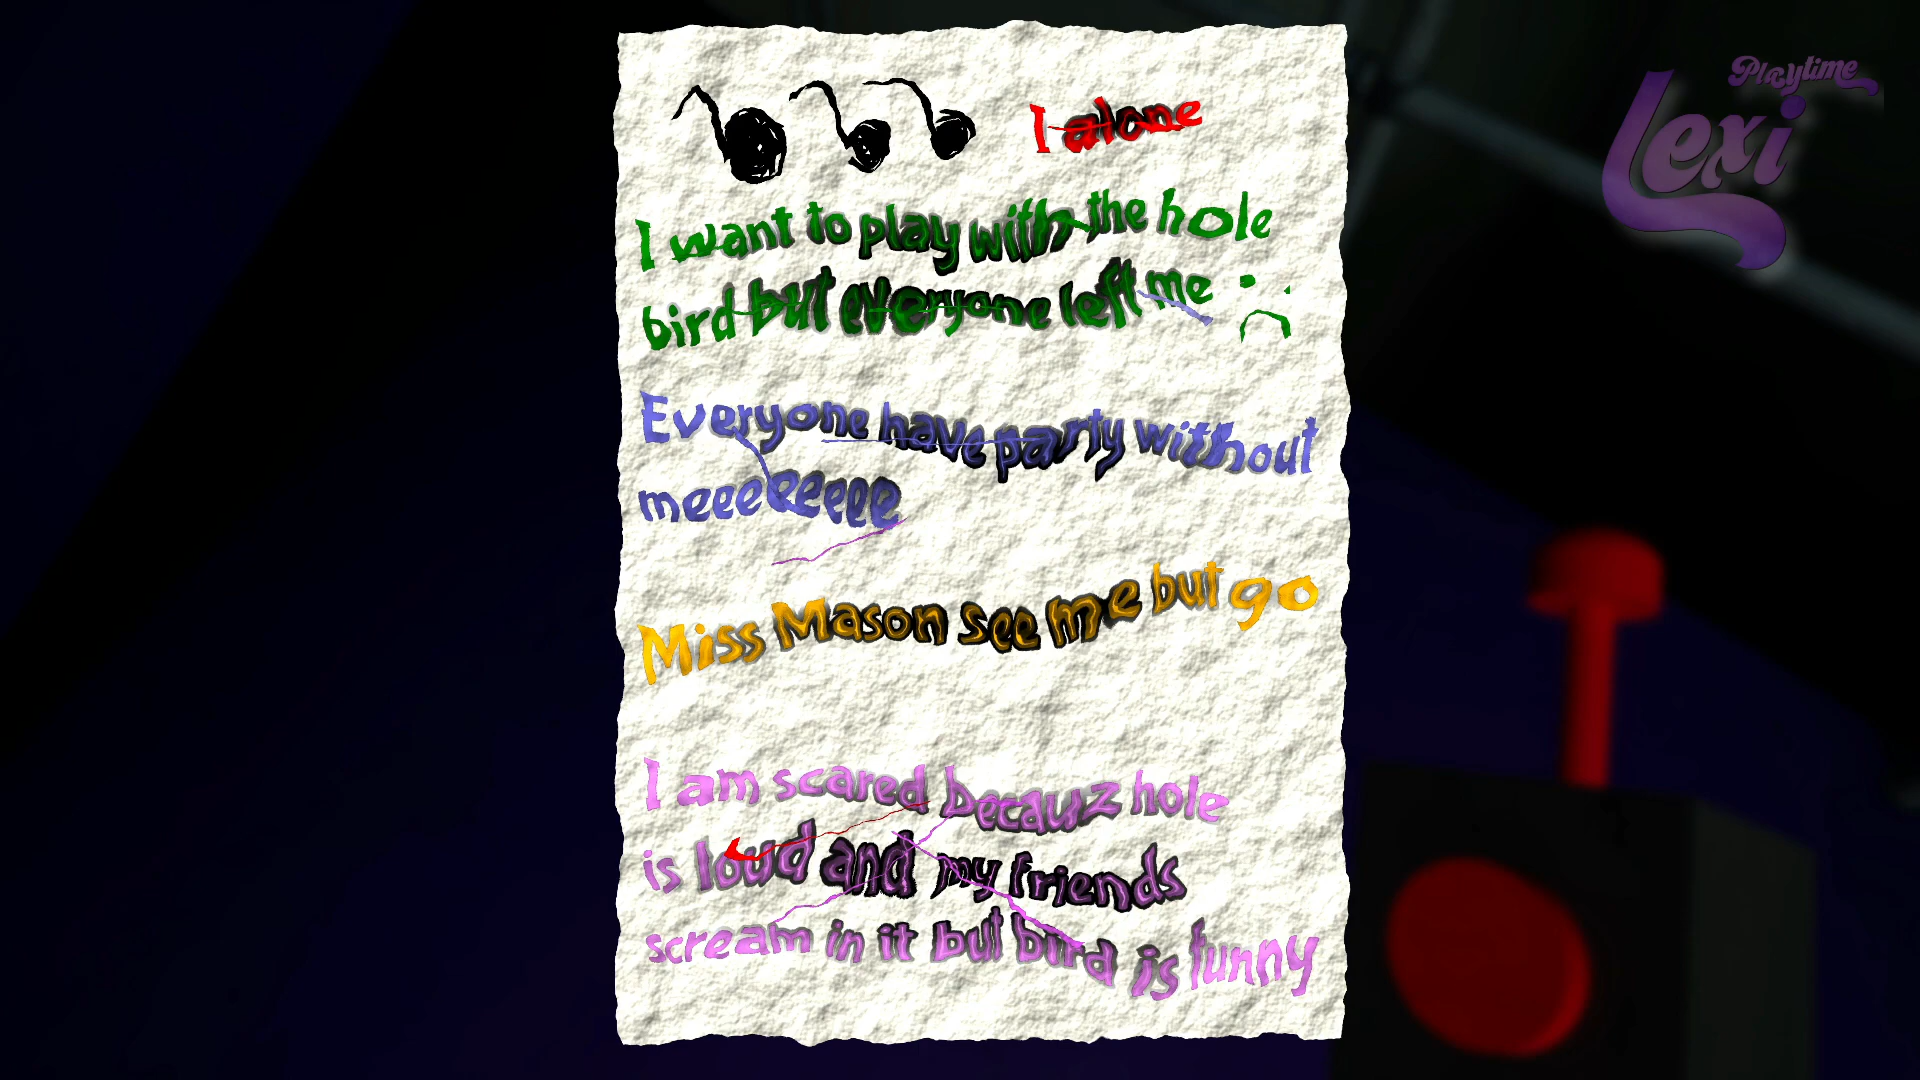 I alone
I want to play with the hole
bird but everyone left me
Everyone have party without
meeeeeeee
Miss Mason see me but go
I am scared becauz hole
is loud and my friends
scream in it but bird is funny
Playtime
Lexi